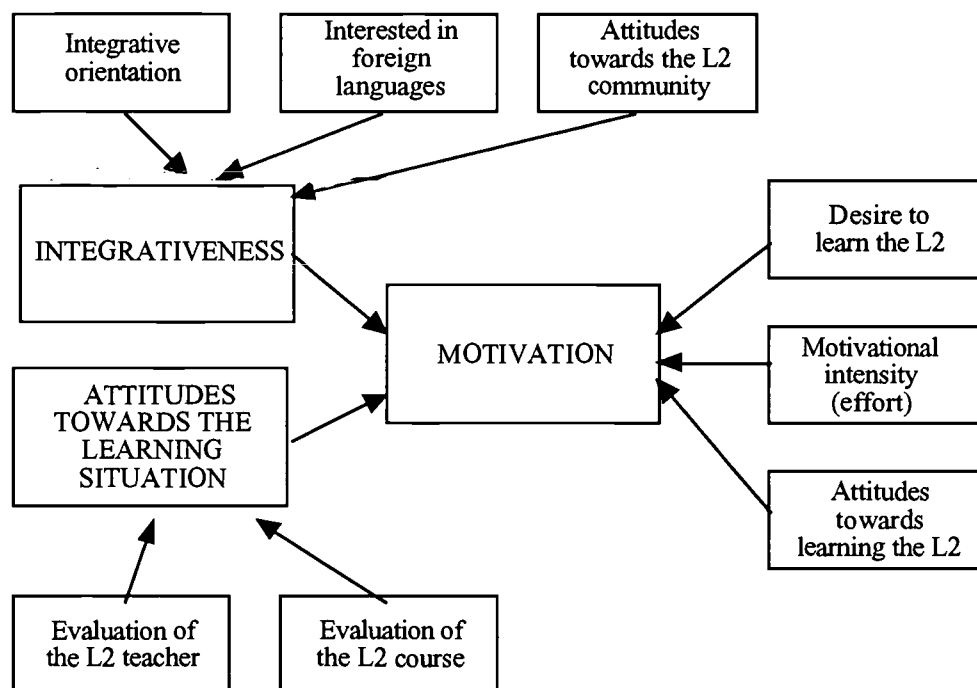 Integrative
orientation
Interested in
foreign
languages
Attitudes
towards the L2
community
INTEGRATIVENESS
Desire to
learn the L2
MOTIVATION
Motivational
intensity
(effort)
ATTITUDES
TOWARDS THE
LEARNING
SITUATION
Attitudes
towards
learning the L2
Evaluation of
the L2 teacher
Evaluation of
the L2 course